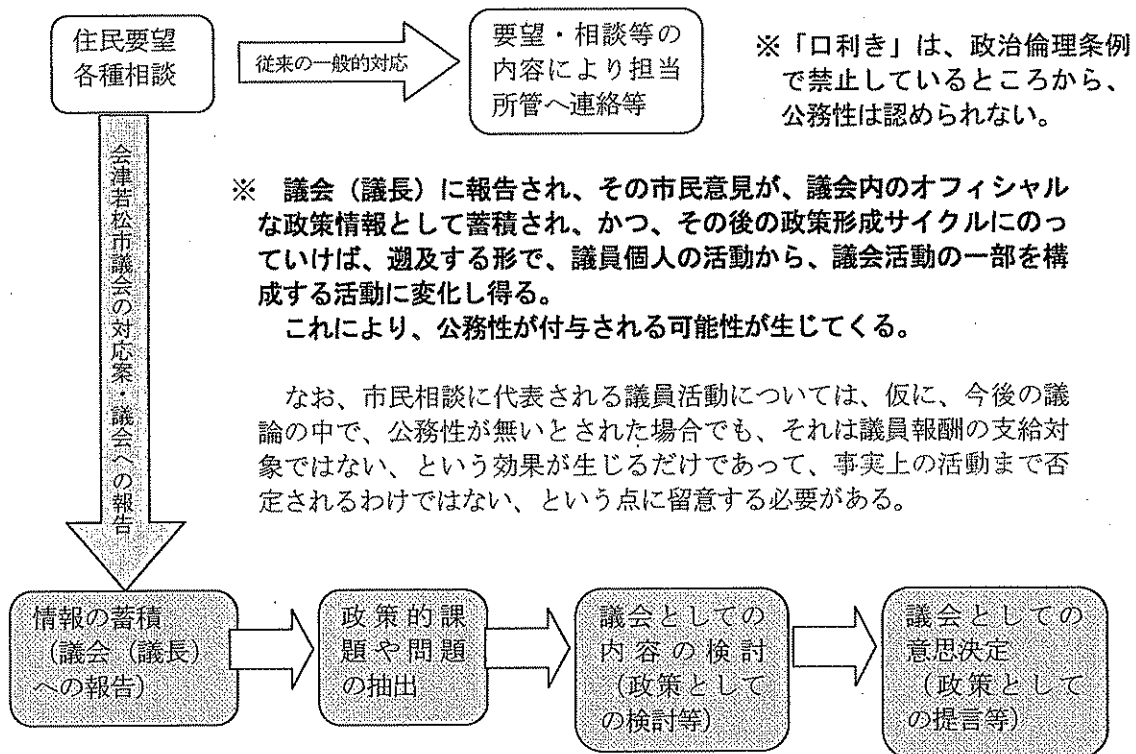 住民要望
各種相談
従来の一般的対応
要望・相談等の
内容により担当
所管へ連絡等
※「口利き」は、政治倫理条例
で禁止しているところから、
公務性は認められない。
会津若松市議会の対応案・議会への報告
※　議会（議長）に報告され、その市民意見が、議会内のオフィシャル
な政策情報として蓄積され、かつ、その後の政策形成サイクルにのっ
ていけば、遡及する形で、議員個人の活動から、議会活動の一部を構
成する活動に変化し得る。
これにより、公務性が付与される可能性が生じてくる。
なお、市民相談に代表される議員活動については、仮に、今後の議
論の中で、公務性が無いとされた場合でも、それは議員報酬の支給対
象ではない、という効果が生じるだけであって、事実上の活動まで否
定されるわけではない、という点に留意する必要がある。
情報の蓄積
（議会（議長）
への報告）
政策的課
題や問題
の抽出
議会としての
内容の検討
（政策として
の検討等）
議会としての
意思決定
（政策として
の提言等）